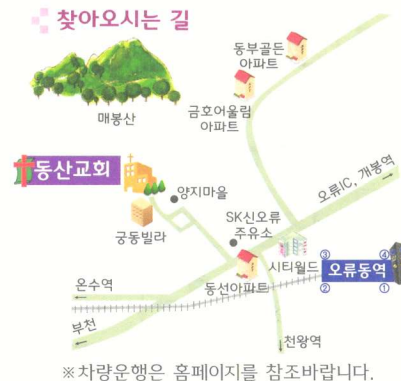 찾아오시는 길
동부골든
아파트
매봉산
금호어울림
아파트
동산교회
양지마을
오류IC, 개봉역
궁동빌라
SK신오류
주유소
시티월드
③
④
오류동역
②
①
온수역
동선아파트
부천
천왕역
※차량운행은 홈페이지를 참조바랍니다.